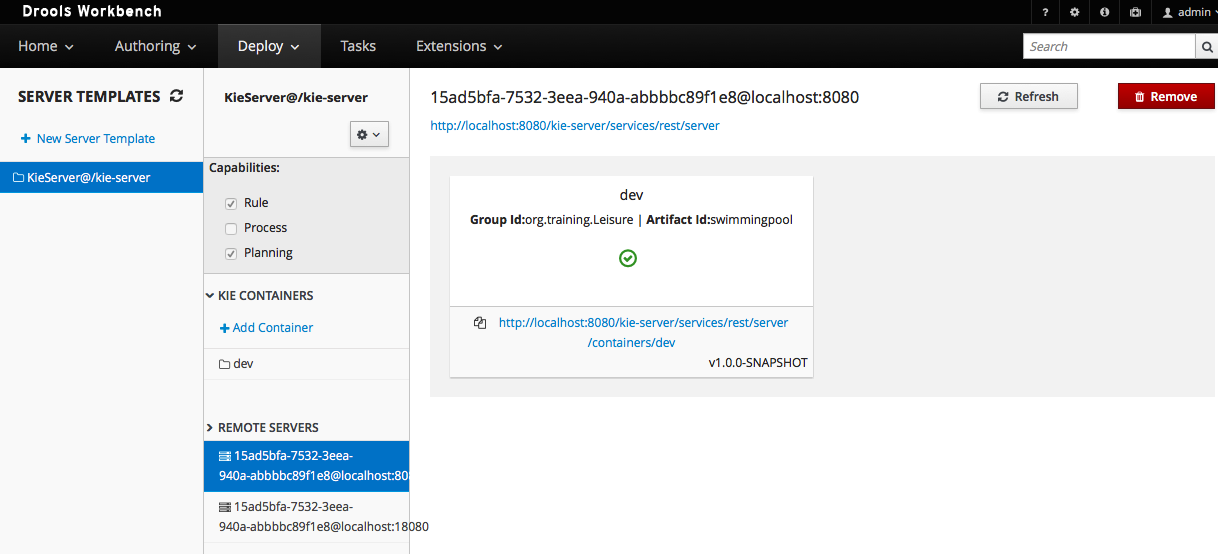 Drools Workbench
? admin
Home Authoring Deploy Tasks Extensions Search
SERVER TEMPLATES
+ New Server Template
KieServer@/kie-server
KieServer@/kie-server
Capabilities:
Rule
Process
Planning
KIE CONTAINERS
+ Add Container
dev
REMOTE SERVERS
15ad5bfa-7532-3eea-
940a-abbbbc89f1e8@localhost:80
15ad5bfa-7532-3eea-
940a-abbbbc89f1e8@localhost:18080
15ad5bfa-7532-3eea-940a-abbbbc89f1e8@localhost:8080
Refresh Remove
http://localhost:8080/kie-server/services/rest/server
dev
Group Id:org.training.Leisure | Artifact Id:swimmingpool
http://localhost:8080/kie-server/services/rest/server
/containers/dev
v1.0.0-SNAPSHOT